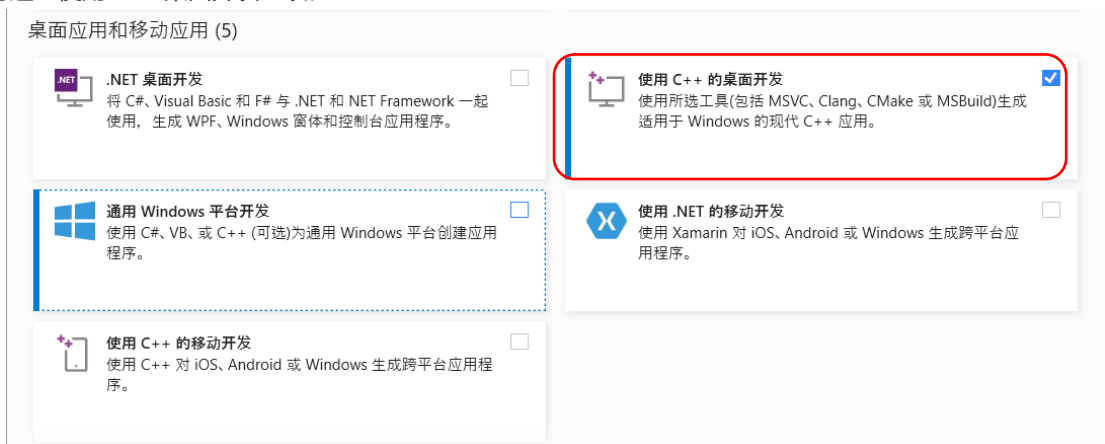 桌面应用和移动应用 (5)
.NET
.NET 桌面开发
将 C#、Visual Basic 和 F# 与 .NET 和 NET Framework 一起
使用，生成 WPF、Windows 窗体和控制台应用程序。
使用 C++ 的桌面开发
使用所选工具(包括 MSVC、Clang、CMake 或 MSBuild)生成
适用于 Windows 的现代 C++ 应用。
通用 Windows 平台开发
使用 C#、VB、或 C++ (可选)为通用 Windows 平台创建应用
程序。
使用 .NET 的移动开发
使用 Xamarin 对 iOS、Android 或 Windows 生成跨平台应
用程序。
使用 C++ 的移动开发
使用 C++ 对 iOS、Android 或 Windows 生成跨平台应用程
序。